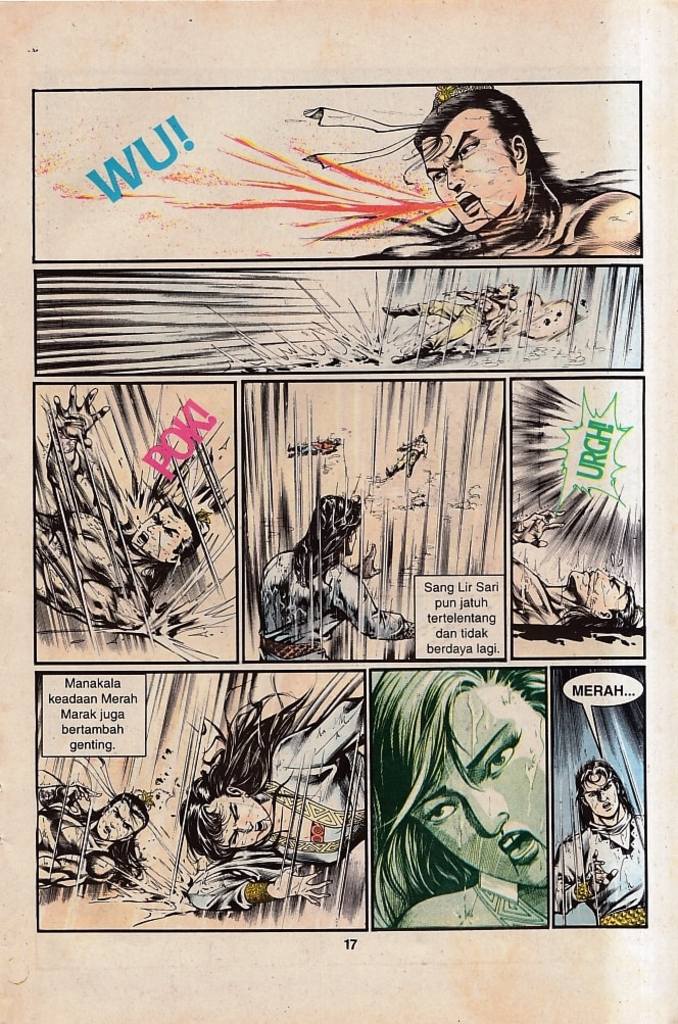 WU!
POK!
URGH!
Sang Lir Sari
pun jatuh
tertelentang
dan tidak
berdaya lagi.
Manakala
keadaan Merah
Marak juga
bertambah
genting.
MERAH...
17